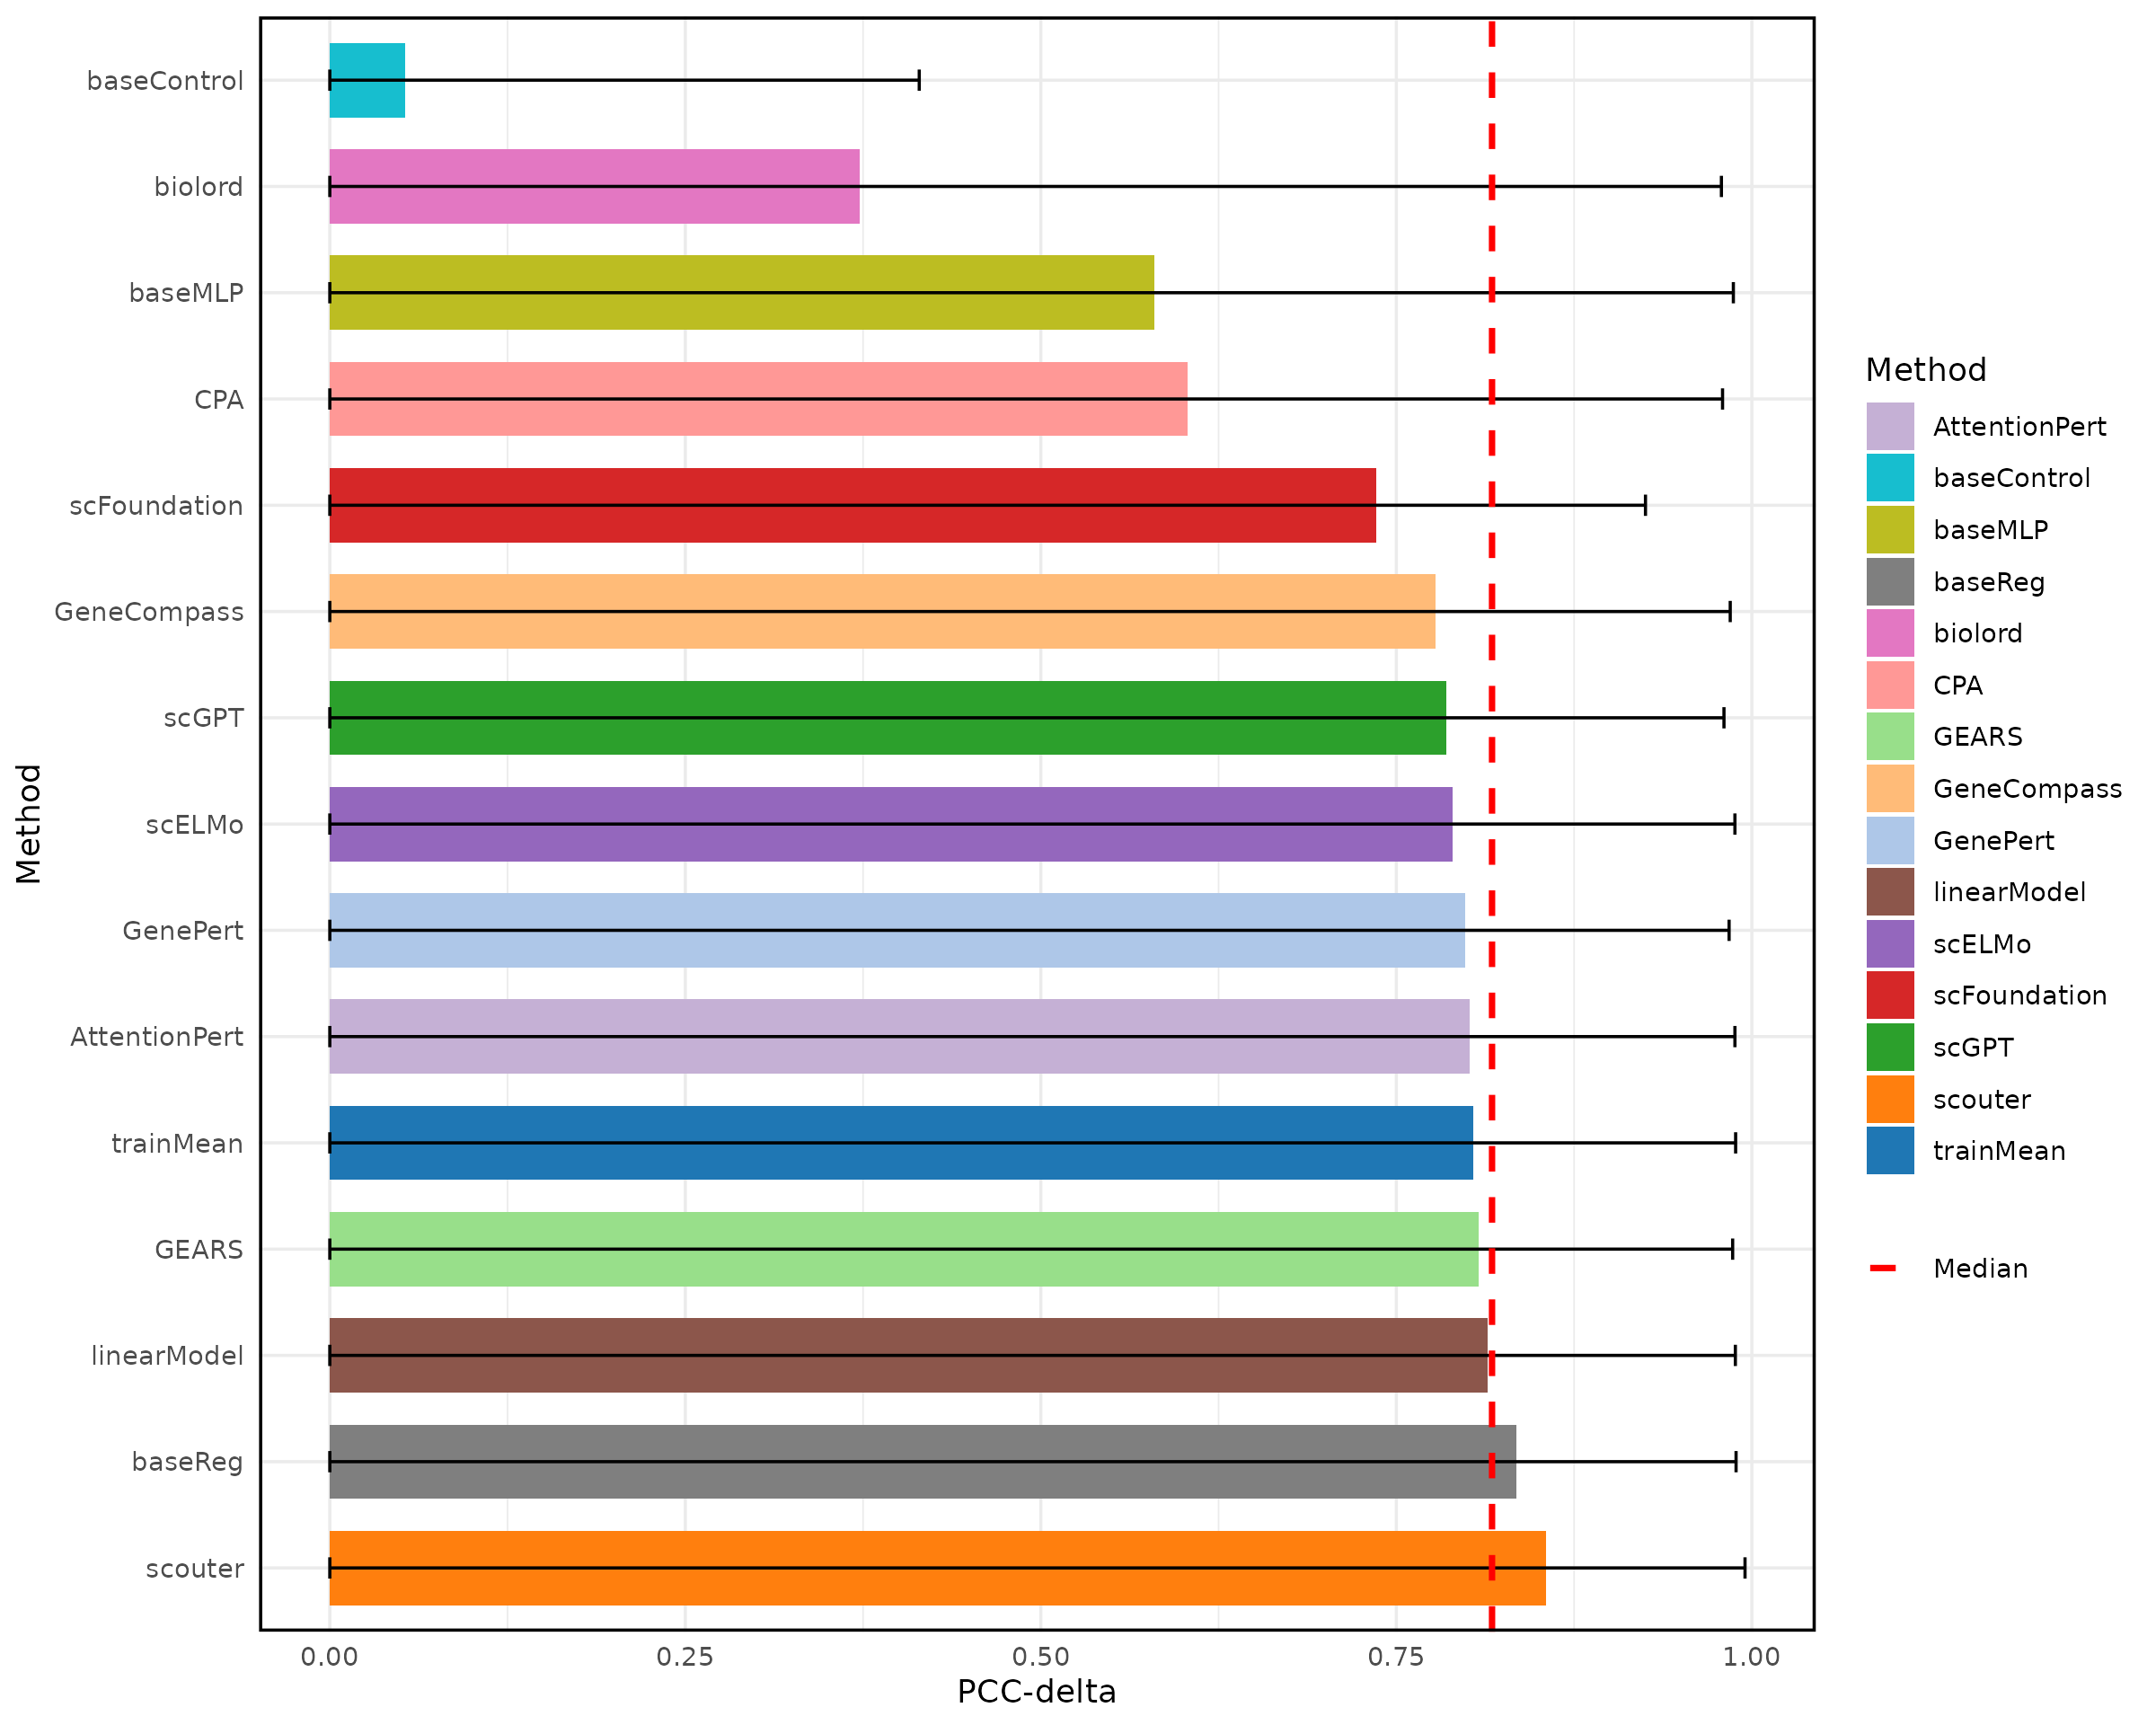 Method
baseControl
biolord
baseMLP
CPA
scFoundation
GeneCompass
scGPT
scELMo
GenePert
AttentionPert
trainMean
GEARS
linearModel
baseReg
scouter
0.00 0.25 0.50 0.75 1.00
PCC-delta
Method
AttentionPert
baseControl
baseMLP
baseReg
biolord
CPA
GEARS
GeneCompass
GenePert
linearModel
scELMo
scFoundation
scGPT
scouter
trainMean
Median